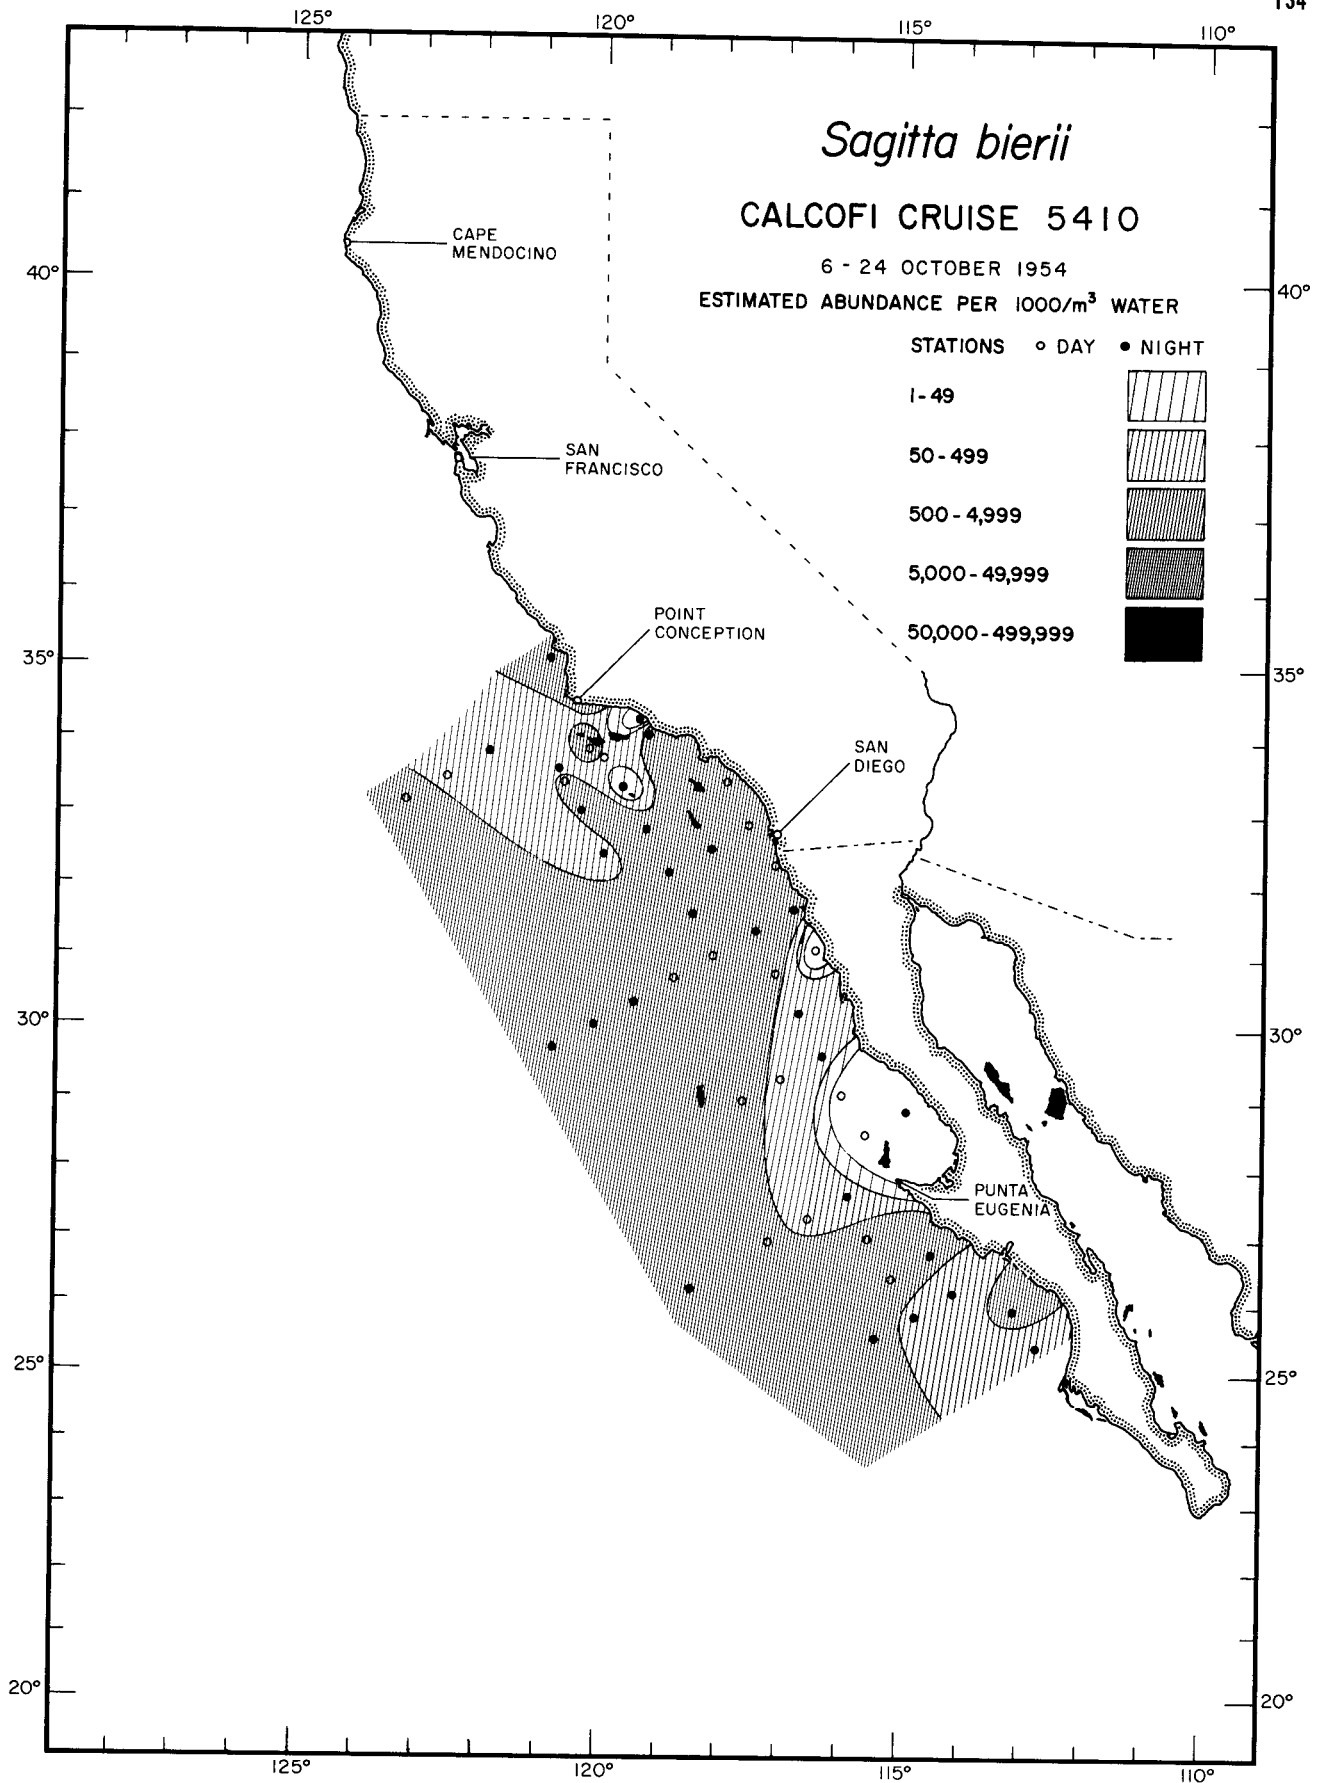 134
125° 120° 115° 110°
Sagitta bierii
CALCOFI CRUISE 5410
6 - 24 OCTOBER 1954
ESTIMATED ABUNDANCE PER 1000/m³ WATER
STATIONS ○ DAY ● NIGHT
1-49
50-499
500-4,999
5,000-49,999
50,000-499,999
CAPE
MENDOCINO
40° 40°
SAN
FRANCISCO
POINT
CONCEPTION
35° 35°
SAN
DIEGO
30° 30°
PUNTA
EUGENIA
25° 25°
20° 20°
125° 120° 115° 110°